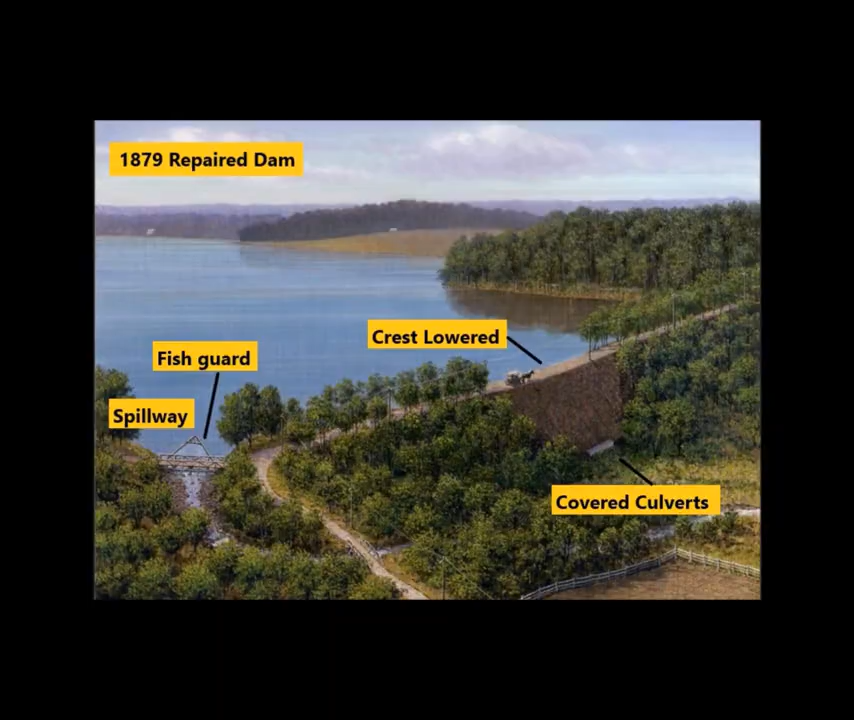 1879 Repaired Dam
Crest Lowered
Fish guard
Spillway
Covered Culverts